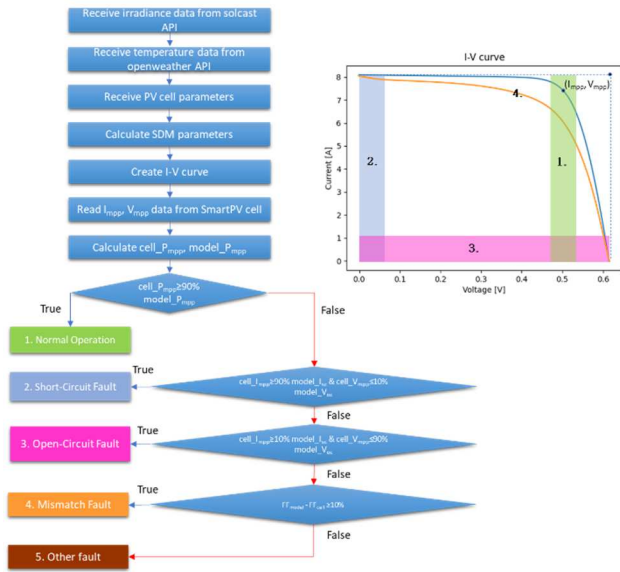 Receive irradiance data from solcast
API
Receive temperature data from
openweather API
Receive PV cell parameters
Calculate SDM parameters
Create I-V curve
Read Impp, Vmpp data from SmartPV cell
Calculate cell_Pmpp, model_Pmpp
cell_Pmpp≥90%
model_Pmpp
True
False
1. Normal Operation
cell_Impp≥90% model_Isc & cell_Vmpp≤10%
model_Voc
True
2. Short-Circuit Fault
False
cell_Impp≥10% model_Isc & cell_Vmpp≤90%
model_Voc
True
3. Open-Circuit Fault
False
≥10%
True
4. Mismatch Fault
False
5. Other fault
I-V curve
(Impp, Vmpp)
Current [A]
8
7
6
5
4
3
2
1
0
1.
2.
3.
4.
0.0
0.1
0.2
0.3
0.4
0.5
0.6
Voltage [V]